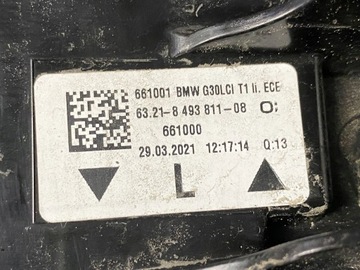 661001 BMW G30LCI T1 li. ECE
63.21-8 493 811-08 O:
661000
29.03.2021 12:17:14 Q:13
L